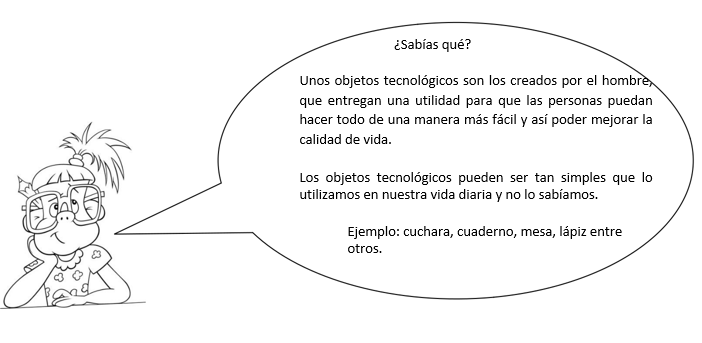 ¿Sabías qué?
Unos objetos tecnológicos son los creados por el hombre,
que entregan una utilidad para que las personas puedan
hacer todo de una manera más fácil y así poder mejorar la
calidad de vida.
Los objetos tecnológicos pueden ser tan simples que lo
utilizamos en nuestra vida diaria y no lo sabíamos.
Ejemplo: cuchara, cuaderno, mesa, lápiz entre
otros.